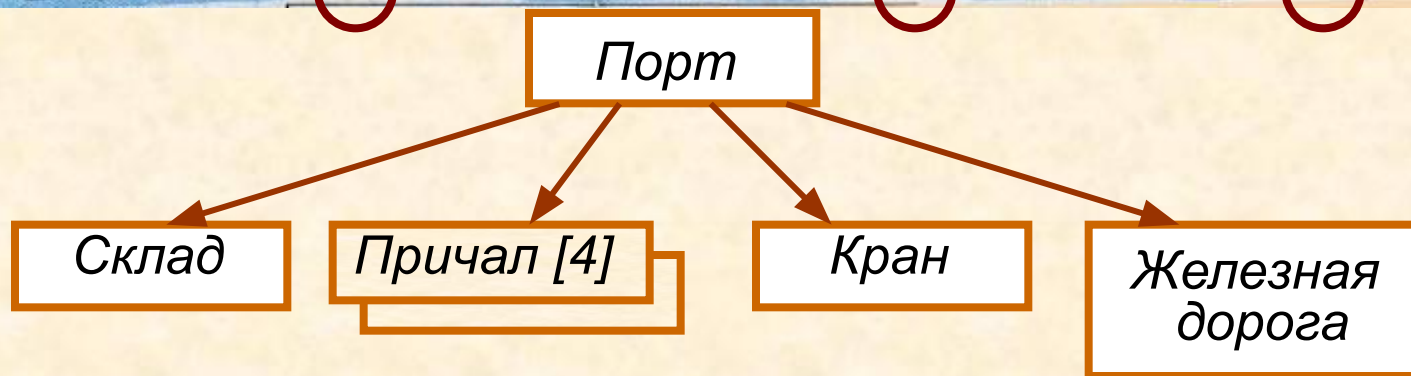 Порт
Склад
Причал [4]
Кран
Железная
дорога